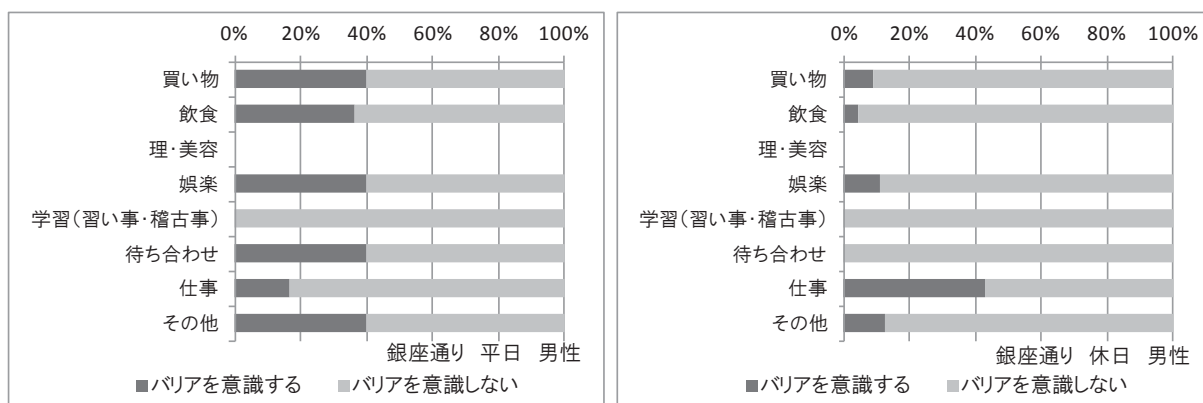 0% 20% 40% 60% 80% 100%
買い物
飲食
理・美容
娯楽
学習(習い事・稽古事)
待ち合わせ
仕事
その他
銀座通り 平日 男性
バリアを意識する バリアを意識しない
0% 20% 40% 60% 80% 100%
買い物
飲食
理・美容
娯楽
学習(習い事・稽古事)
待ち合わせ
仕事
その他
銀座通り 休日 男性
バリアを意識する バリアを意識しない